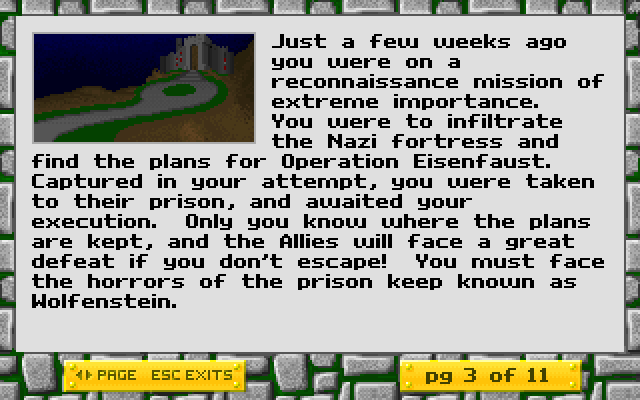 Just a few weeks ago
you were on a
reconnaissance mission of
extreme importance.
You were to infiltrate
the Nazi fortress and
find the plans for Operation Eisenfaust.
Captured in your attempt, you were taken
to their prison, and awaited your
execution.  Only you know where the plans
are kept, and the Allies will face a great
defeat if you don't escape!  You must face
the horrors of the prison keep known as
Wolfenstein.
PAGE  ESC EXITS
pg 3 of 11